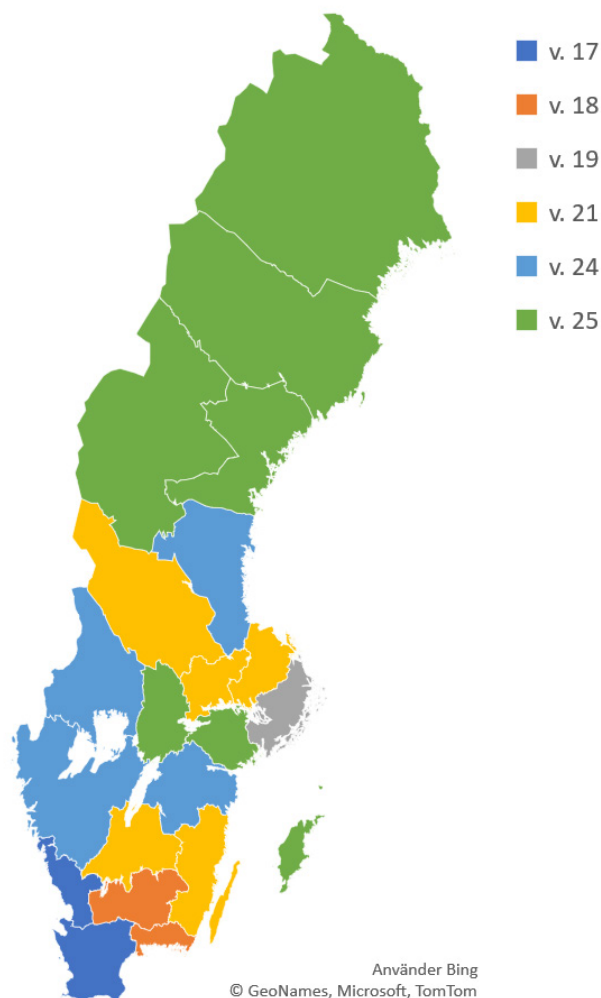 v. 17
v. 18
v. 19
v. 21
v. 24
v. 25
Använder Bing
© GeoNames, Microsoft, TomTom